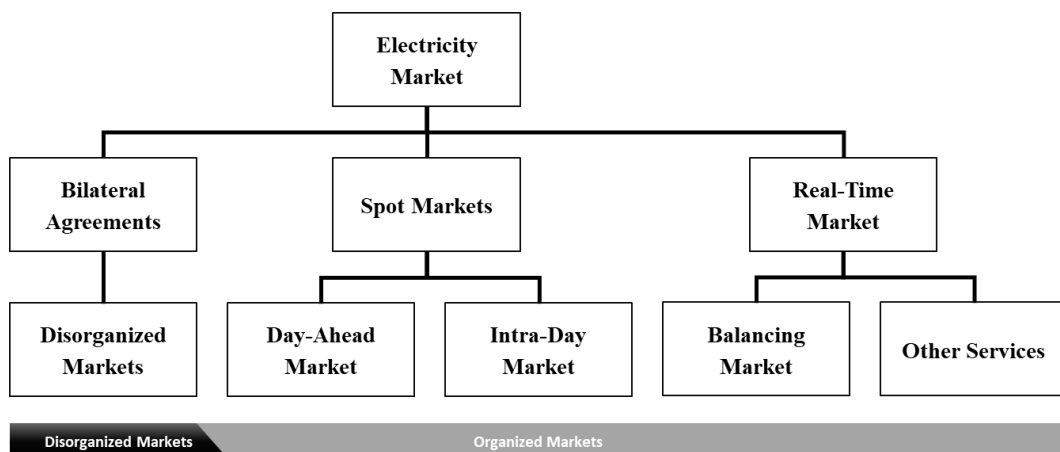 Electricity
Market
Bilateral
Agreements
Spot Markets
Real-Time
Market
Disorganized
Markets
Day-Ahead
Market
Intra-Day
Market
Balancing
Market
Other Services
Disorganized Markets
Organized Markets